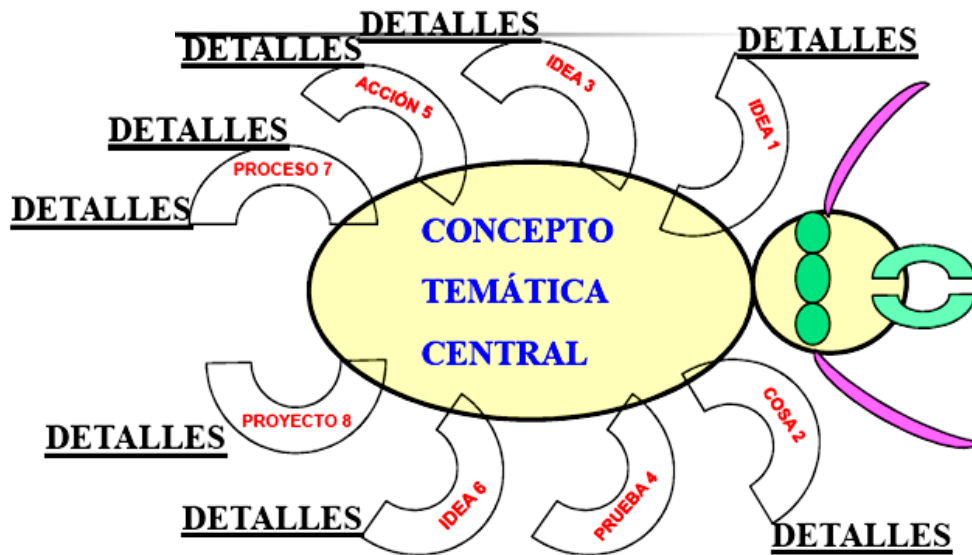 DETALLES
DETALLES
DETALLES
IDEA 3
IDEA 1
ACCIÓN 5
DETALLES
PROCESO 7
DETALLES
CONCEPTO
TEMÁTICA
CENTRAL
PROYECTO 8
COSA 2
DETALLES
IDEA 6
PRUEBA 4
DETALLES
DETALLES